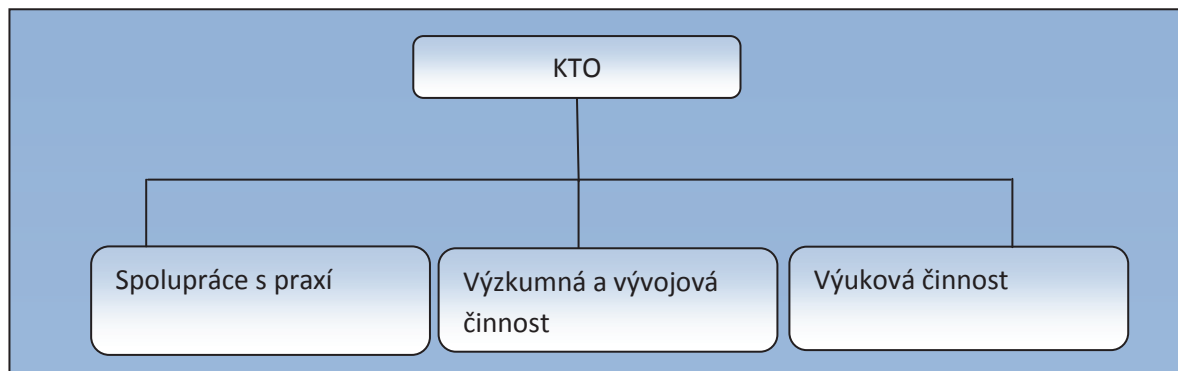 KTO
Spolupráce s praxí
Výzkumná a vývojová
činnost
Výuková činnost